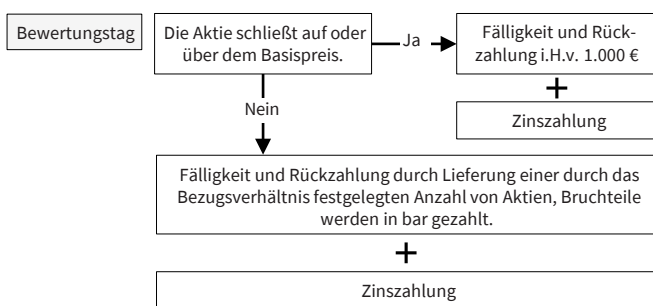 Bewertungstag
Die Aktie schließt auf oder
über dem Basispreis.
Ja
Fälligkeit und Rück-
zahlung i.H.v. 1.000 €
+
Zinszahlung
Nein
Fälligkeit und Rückzahlung durch Lieferung einer durch das
Bezugsverhältnis festgelegten Anzahl von Aktien, Bruchteile
werden in bar gezahlt.
+
Zinszahlung